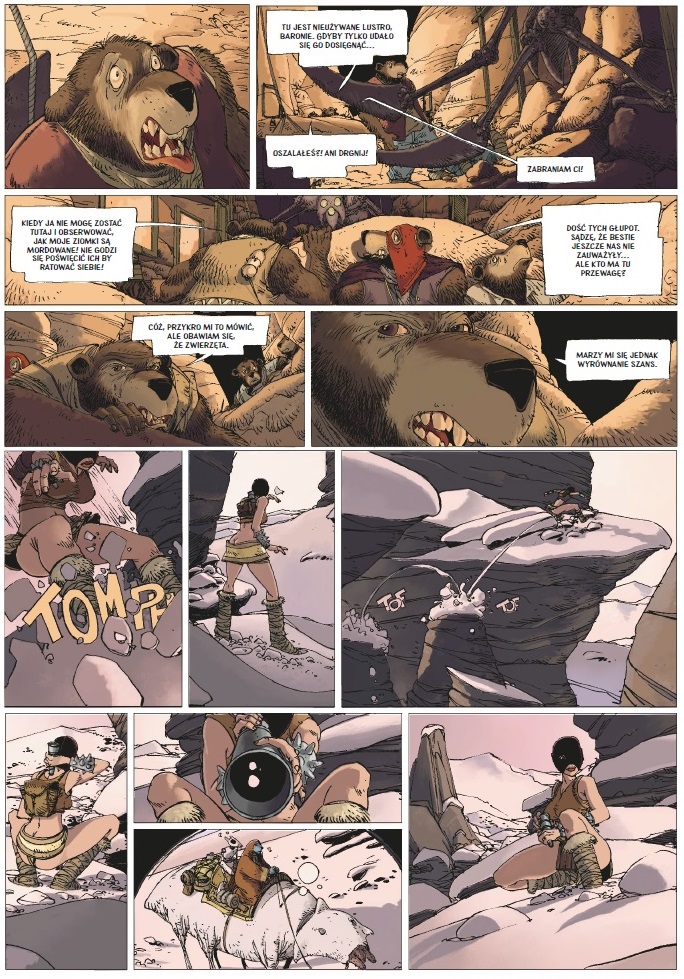 TU JEST NIEUŻYWANE LUSTRO,
BARONIE. GDYBY TYLKO UDAŁO
SIĘ GO DOSIĘGNĄĆ...
OSZALAŁEŚ?! ANI DRGNIJ!
ZABRANIAM CI!
KIEDY JA NIE MOGĘ ZOSTAĆ
TUTAJ I OBSERWOWAĆ,
JAK MOJE ZIOMKI SĄ
MORDOWANE! NIE GODZI
SIĘ POŚWIĘCIĆ ICH BY
RATOWAĆ SIEBIE!
DOŚĆ TYCH GŁUPOT.
SĄDZĘ, ŻE BESTIE
JESZCZE NAS NIE
ZAUWAŻYŁY...
ALE KTO MA TU
PRZEWAGĘ?
CÓŻ, PRZYKRO MI TO MÓWIĆ,
ALE OBAWIAM SIĘ,
ŻE ZWIERZĘTA.
MARZY MI SIĘ JEDNAK
WYRÓWNANIE SZANS.
TOMP
TOF
TOF